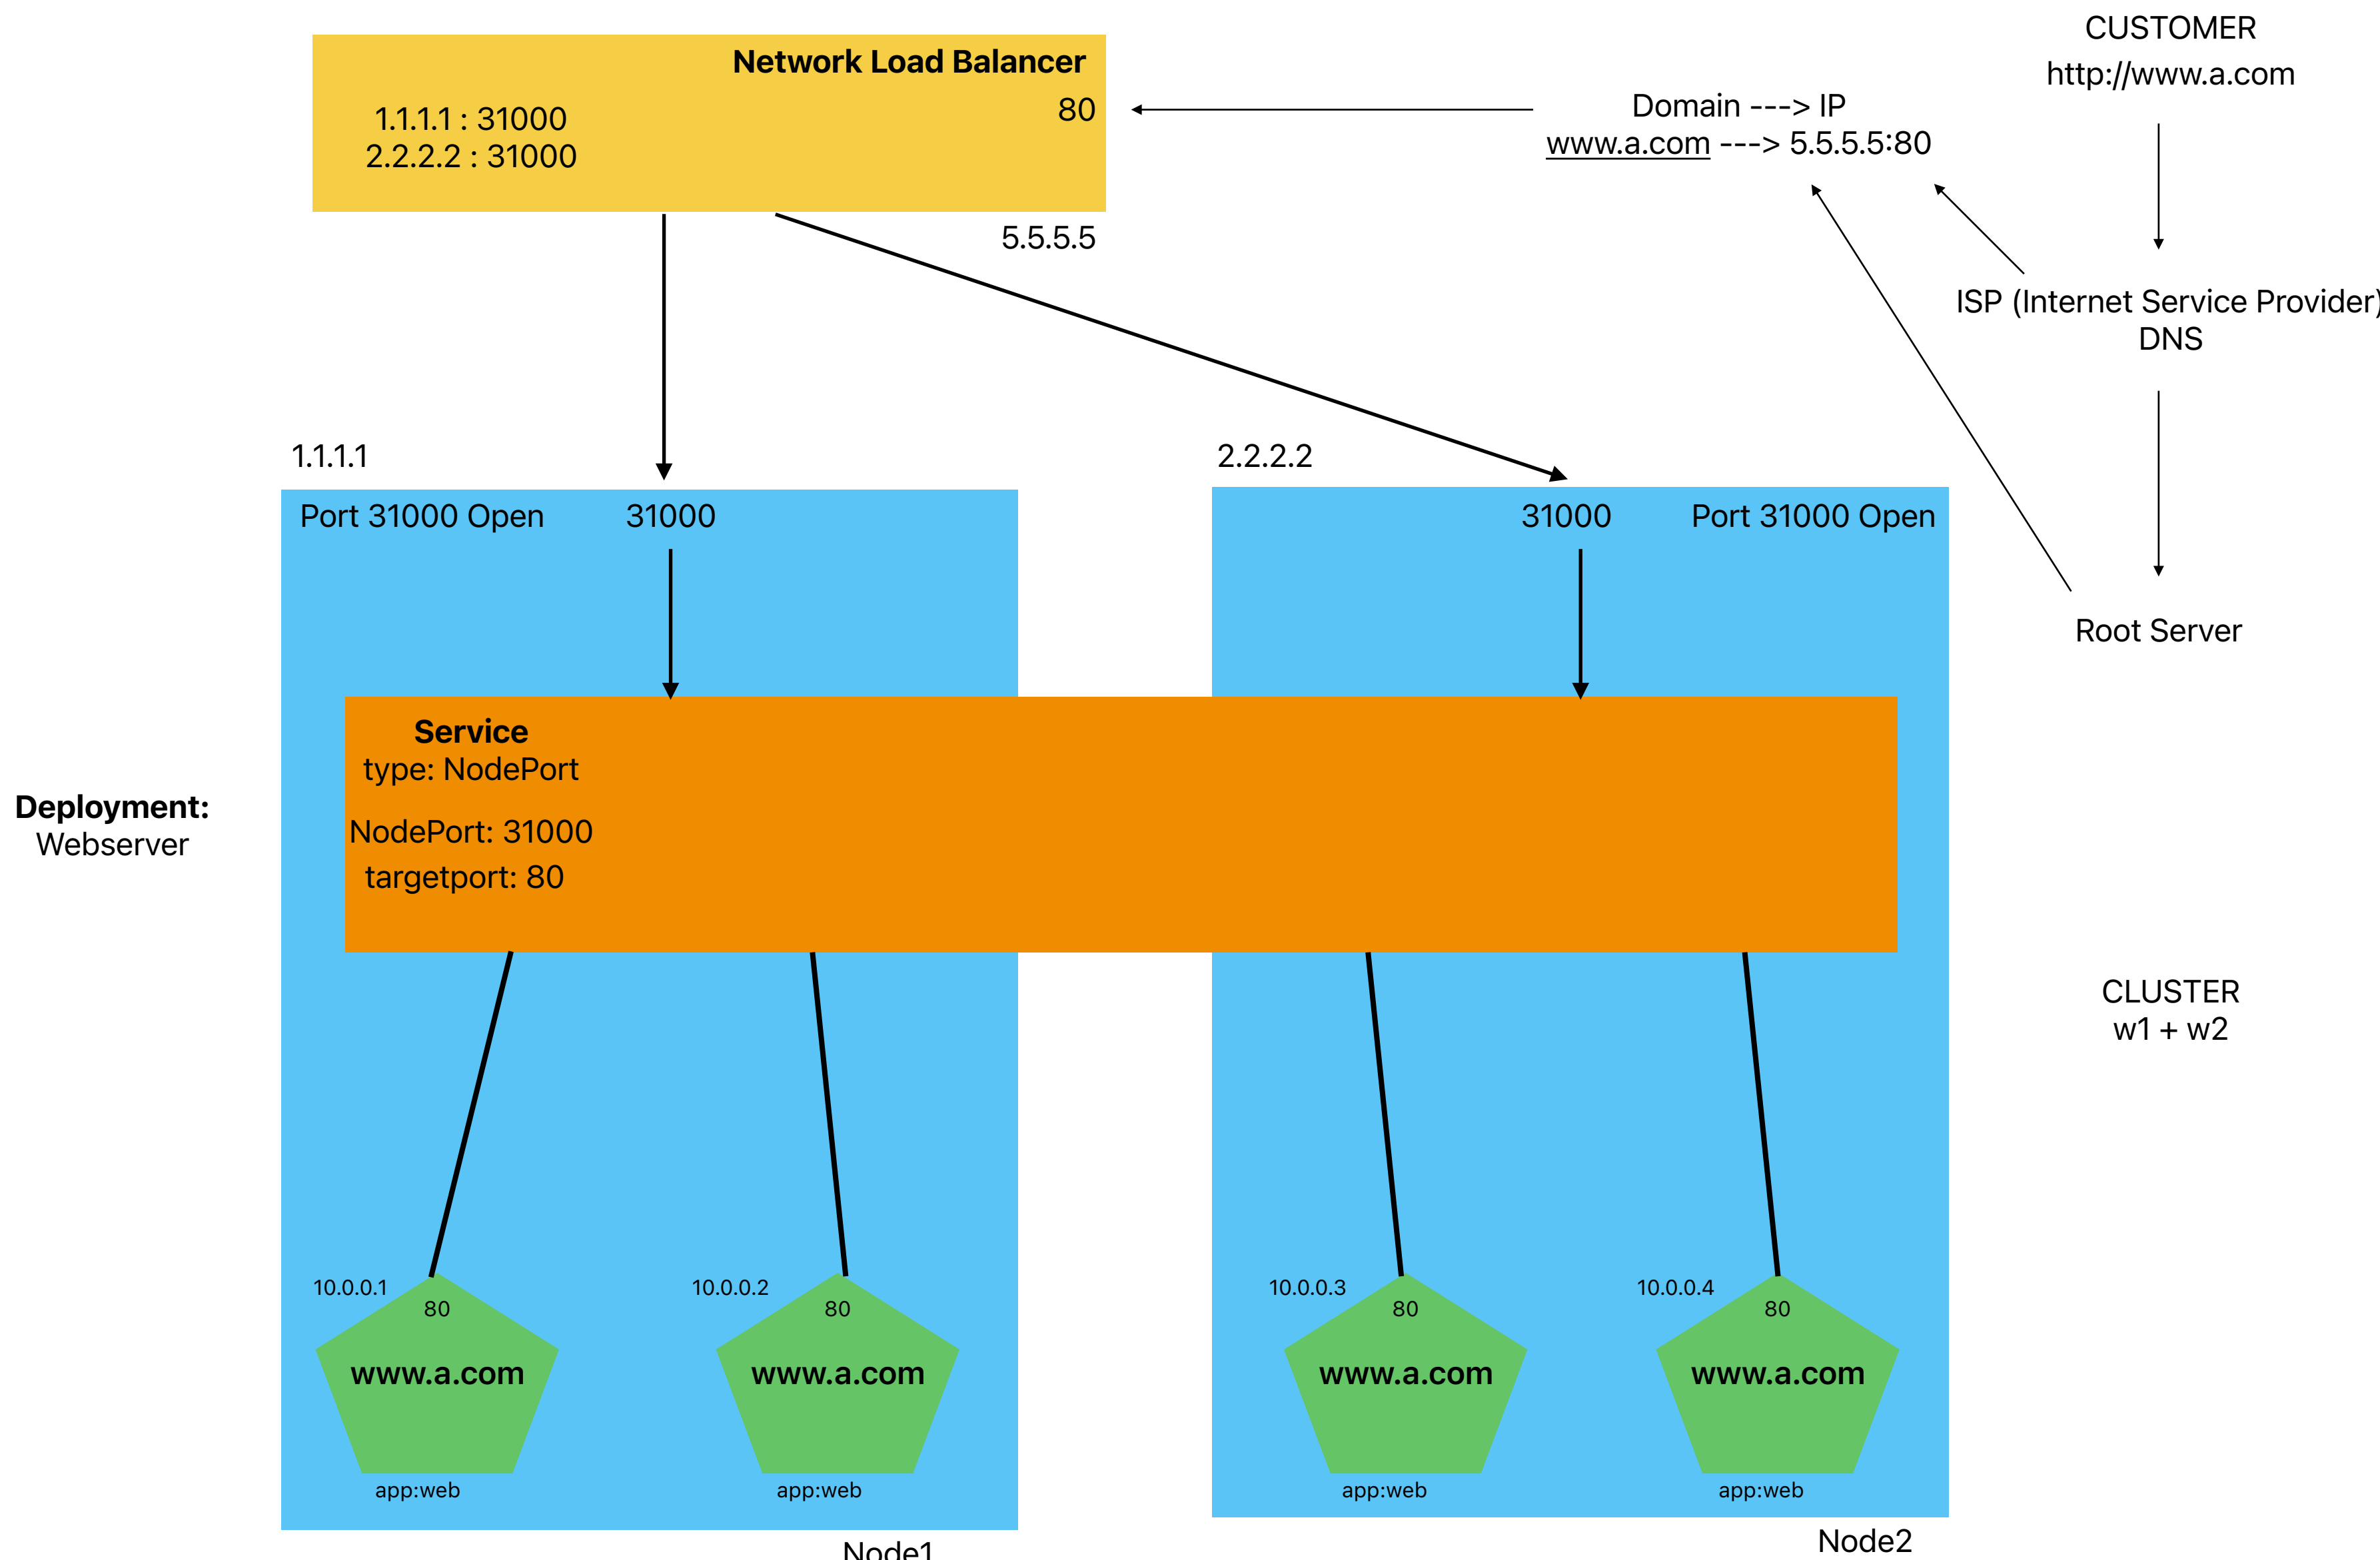 CUSTOMER
http://www.a.com
Network Load Balancer
80
1.1.1.1 : 31000
2.2.2.2 : 31000
5.5.5.5
Domain ---> IP
www.a.com ---> 5.5.5.5:80
ISP (Internet Service Provider)
DNS
Root Server
1.1.1.1
2.2.2.2
Port 31000 Open
31000
31000
Port 31000 Open
Service
type: NodePort
NodePort: 31000
targetport: 80
Deployment:
Webserver
CLUSTER
w1 + w2
10.0.0.1
80
www.a.com
app:web
10.0.0.2
80
www.a.com
app:web
10.0.0.3
80
www.a.com
app:web
10.0.0.4
80
www.a.com
app:web
Node1
Node2